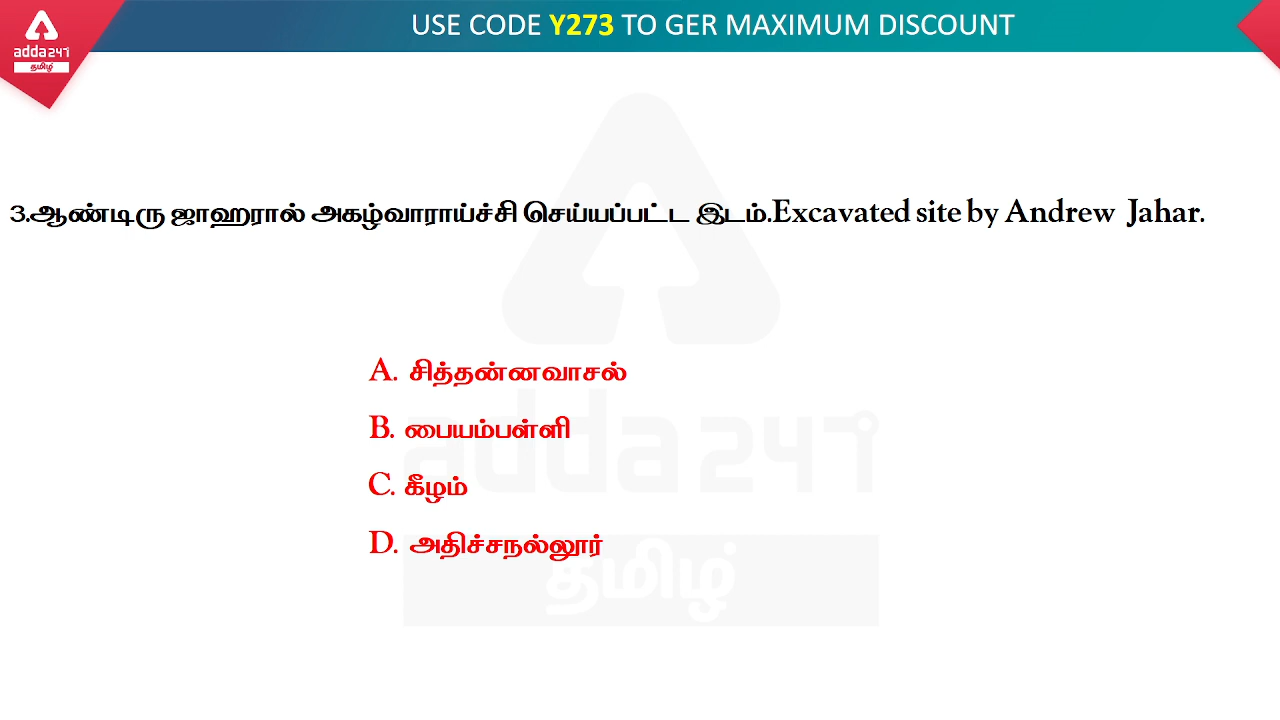 USE CODE Y273 TO GER MAXIMUM DISCOUNT
adda247
தமிழ்
3.ஆண்டிரு ஜாஹரால் அகழ்வாராய்ச்சி செய்யப்பட்ட இடம்.Excavated site by Andrew Jahar.
A. சித்தன்னவாசல்
B. பையம்பள்ளி
C. கீழம்
D. அதிச்சநல்லூர்
adda247
தமிழ்